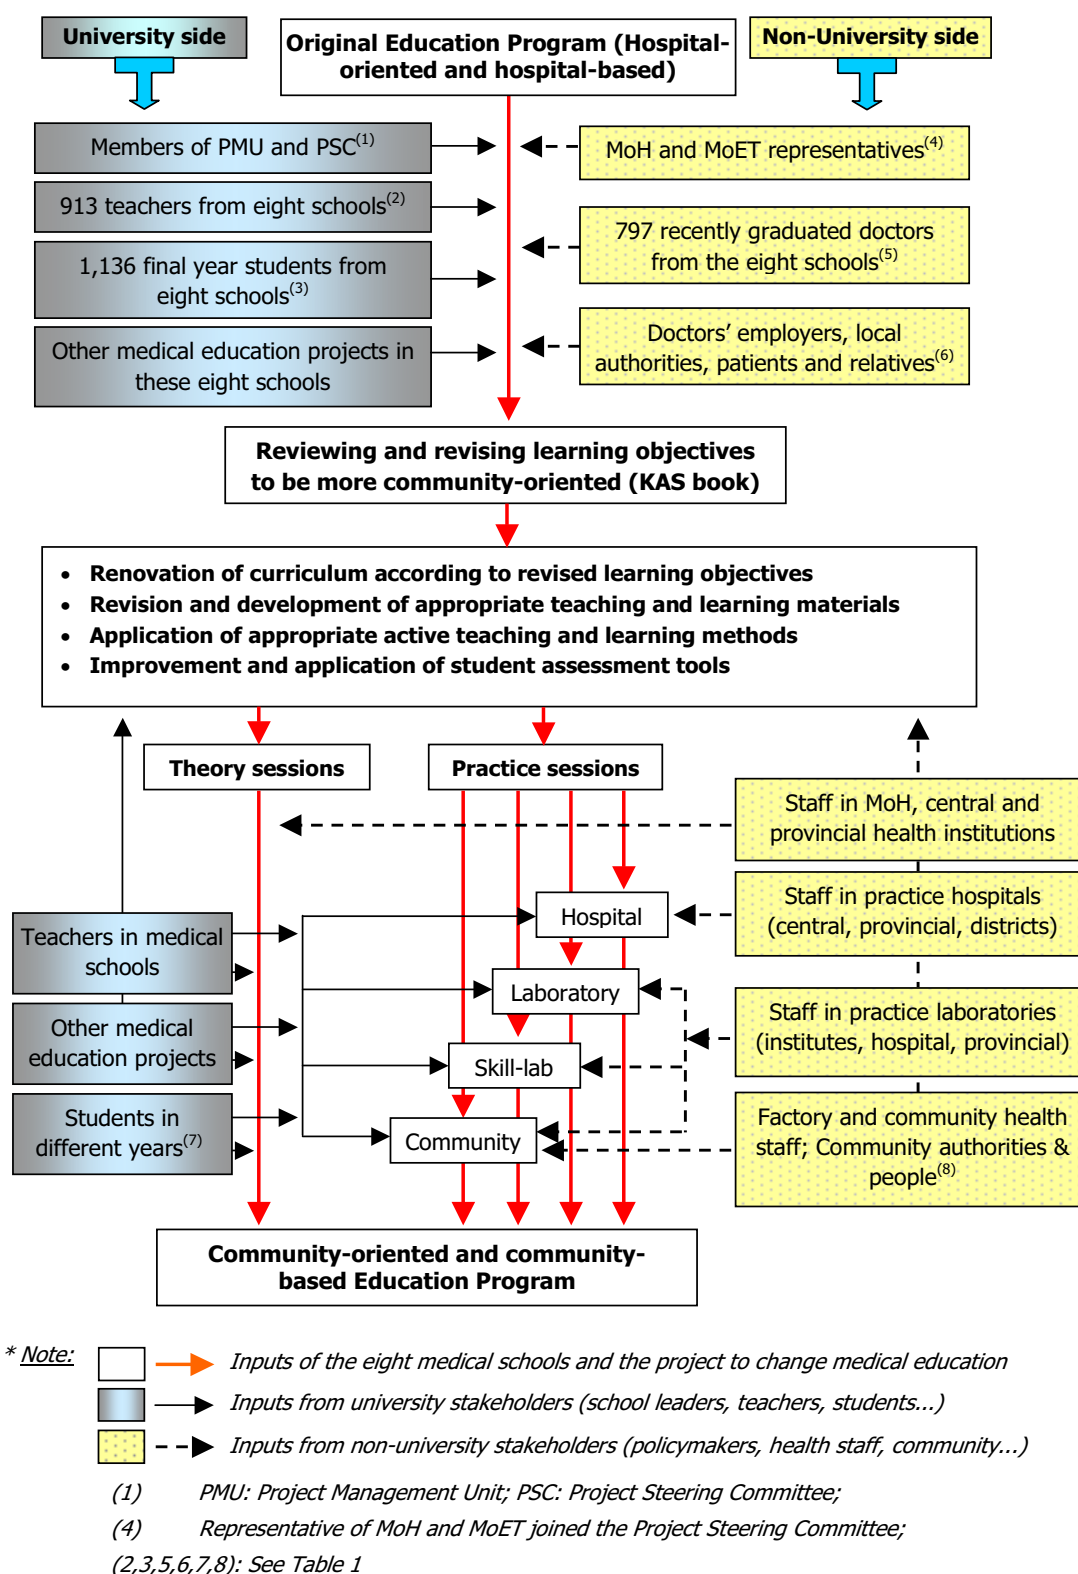 University side
Original Education Program (Hospital-
oriented and hospital-based)
Non-University side
Members of PMU and PSC(1)
MoH and MoET representatives(4)
913 teachers from eight schools(2)
797 recently graduated doctors
from the eight schools(5)
1,136 final year students from
eight schools(3)
Doctors’ employers, local
authorities, patients and relatives(6)
Other medical education projects in
these eight schools
Reviewing and revising learning objectives
to be more community-oriented (KAS book)
• Renovation of curriculum according to revised learning objectives
• Revision and development of appropriate teaching and learning materials
• Application of appropriate active teaching and learning methods
• Improvement and application of student assessment tools
Theory sessions
Practice sessions
Staff in MoH, central and
provincial health institutions
Hospital
Staff in practice hospitals
(central, provincial, districts)
Teachers in medical
schools
Laboratory
Staff in practice laboratories
(institutes, hospital, provincial)
Other medical
education projects
Skill-lab
Students in
different years(7)
Community
Factory and community health
staff; Community authorities &
people(8)
Community-oriented and community-
based Education Program
* Note:
Inputs of the eight medical schools and the project to change medical education
Inputs from university stakeholders (school leaders, teachers, students...)
Inputs from non-university stakeholders (policymakers, health staff, community...)
(1) PMU: Project Management Unit; PSC: Project Steering Committee;
(4) Representative of MoH and MoET joined the Project Steering Committee;
(2,3,5,6,7,8): See Table 1